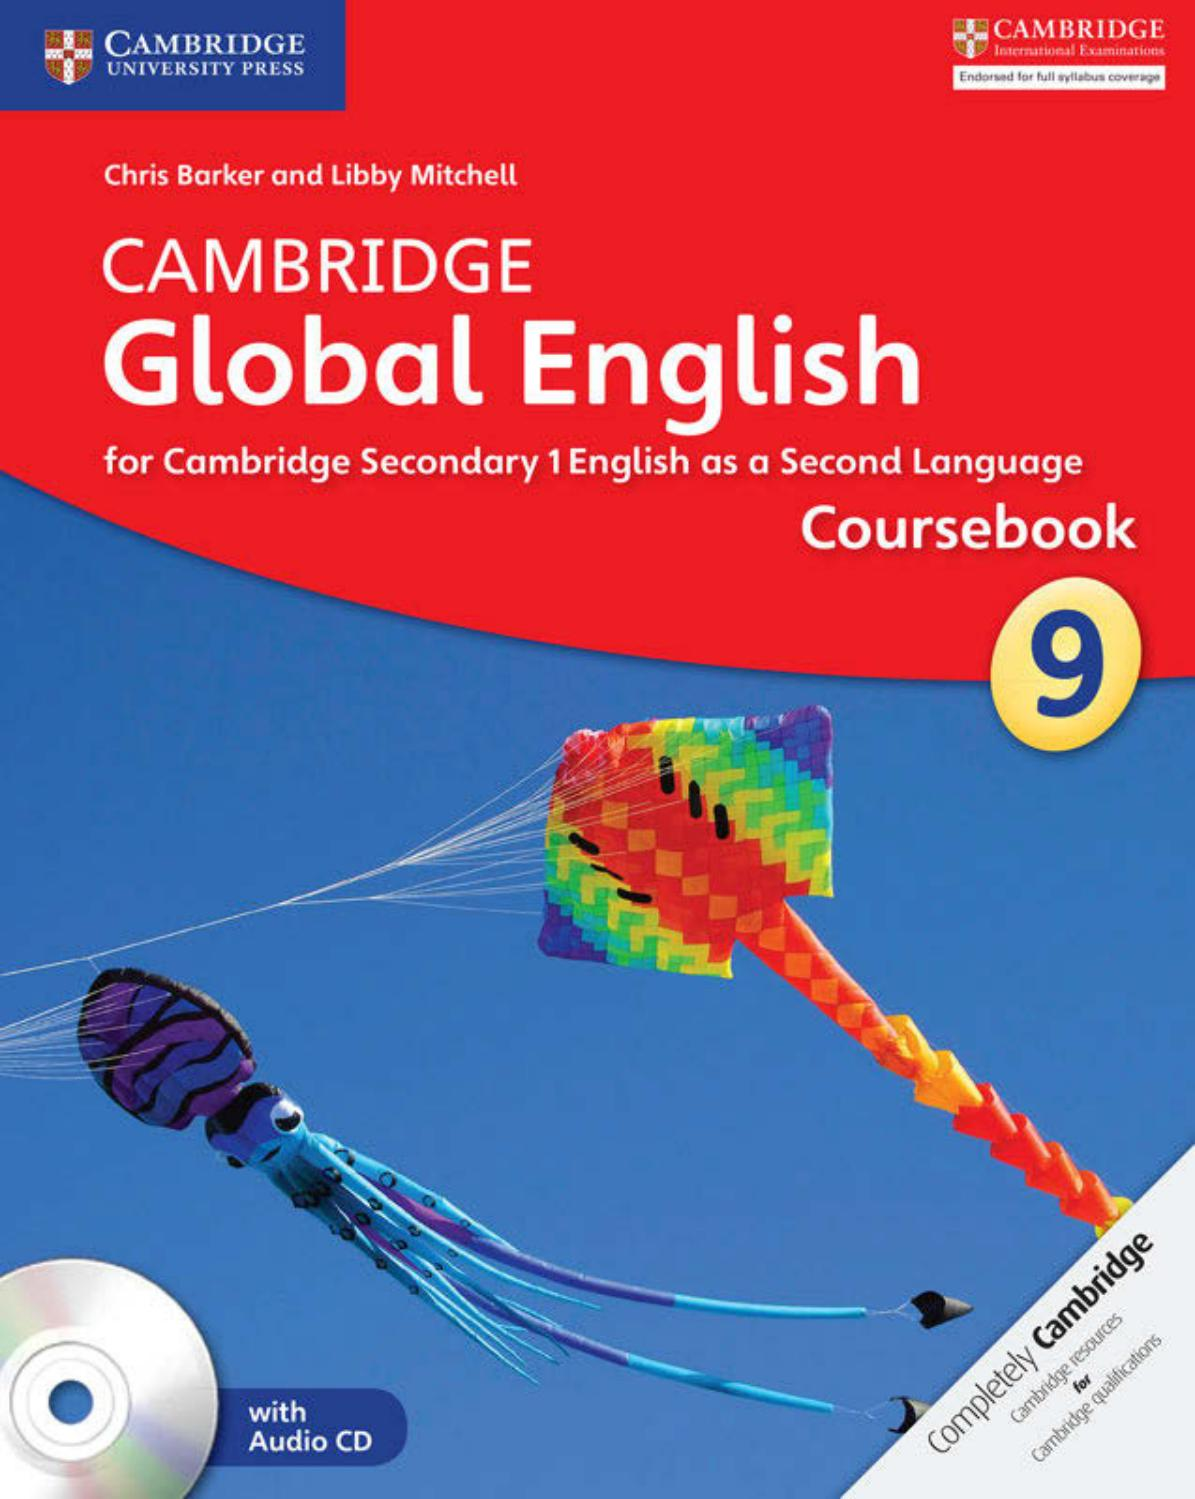 CAMBRIDGE
UNIVERSITY PRESS
CAMBRIDGE
International Examinations
Endorsed for full syllabus coverage
Chris Barker and Libby Mitchell
CAMBRIDGE
Global English
for Cambridge Secondary 1 English as a Second Language
Coursebook
9
with
Audio CD
Completely Cambridge
Cambridge resources
for
Cambridge qualifications